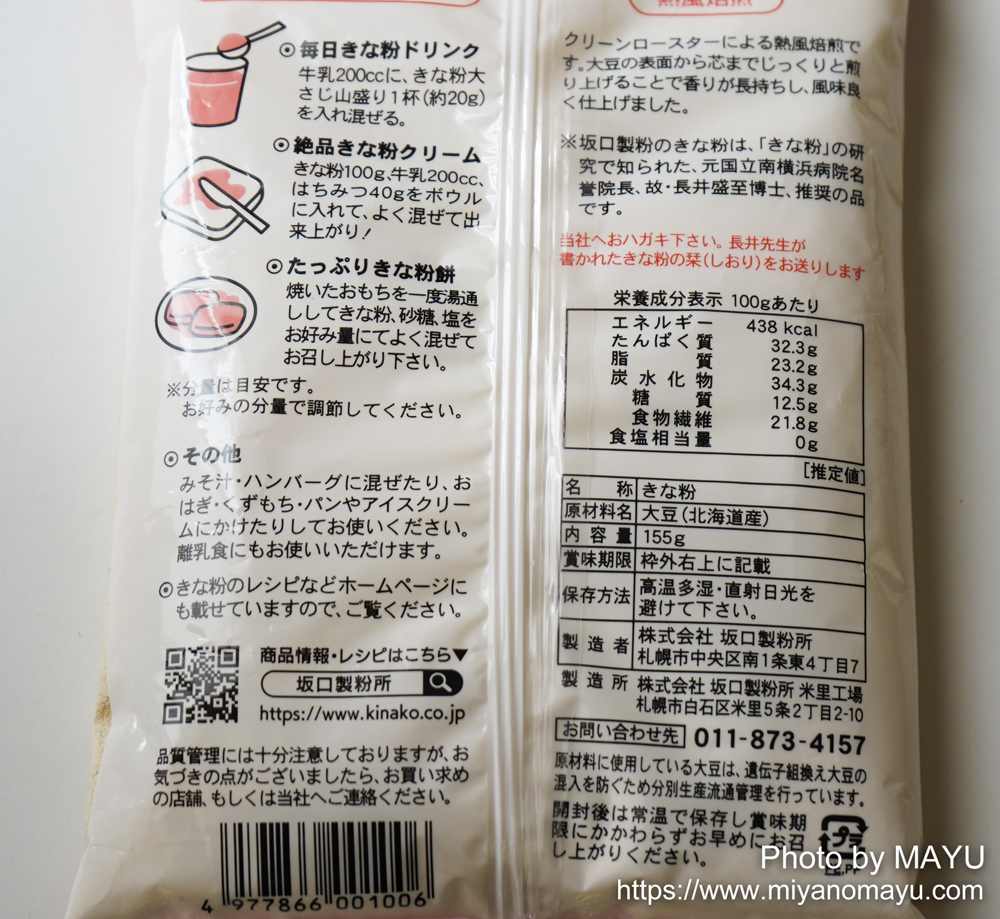 ◉毎日きな粉ドリンク
牛乳200ccに、きな粉大
さじ山盛り1杯(約20g)
を入れ混ぜる。
◉絶品きな粉クリーム
きな粉100g、牛乳200cc、
はちみつ40gをボウル
に入れて、よく混ぜて出
来上がり!
◉たっぷりきな粉餅
焼いたおもちを一度湯通
ししてきな粉、砂糖、塩を
お好み量にてよく混ぜて
お召し上がり下さい。
※分量は目安です。
お好みの分量で調節してください。
◉その他
みそ汁・ハンバーグに混ぜたり、お
はぎ・くずもち・パンやアイスクリー
ムにかけたりしてお使いください。
離乳食にもお使いいただけます。
◉きな粉のレシピなどホームページに
も載せていますので、ご覧ください。
商品情報・レシピはこちら▼
坂口製粉所
https://www.kinako.co.jp
品質管理には十分注意しておりますが、お
気づきの点がございましたら、お買い求め
の店舗、もしくは当社へご連絡ください。
4 977866 001006
熱風焙煎
クリーンロースターによる熱風焙煎で
す。大豆の表面から芯までじっくりと煎
り上げることで香りが長持ちし、風味良
く仕上げました。
※坂口製粉のきな粉は、「きな粉」の研
究で知られた、元国立南横浜病院名
誉院長、故・長井盛至博士、推奨の品
です。
当社へおハガキ下さい。長井先生が
書かれたきな粉の栞(しおり)をお送りします
栄養成分表示 100gあたり
エネルギー 438 kcal
たんぱく質 32.3g
脂質 23.2g
炭水化物 34.3g
糖質 12.5g
食物繊維 21.8g
食塩相当量 0g
[推定値]
名称 きな粉
原材料名 大豆(北海道産)
内容量 155g
賞味期限 枠外右上に記載
保存方法 高温多湿・直射日光を
避けて下さい。
製造者 株式会社 坂口製粉所
札幌市中央区南1条東4丁目7
製造所 株式会社 坂口製粉所 米里工場
札幌市白石区米里5条2丁目2-10
お問い合わせ先 011-873-4157
原材料に使用している大豆は、遺伝子組換え大豆の
混入を防ぐため分別生産流通管理を行っています。
開封後は常温で保存し賞味期
限にかかわらずお早めにお召
し上がりください。
プラ
PE,PP
Photo by MAYU
https://www.miyanomayu.com